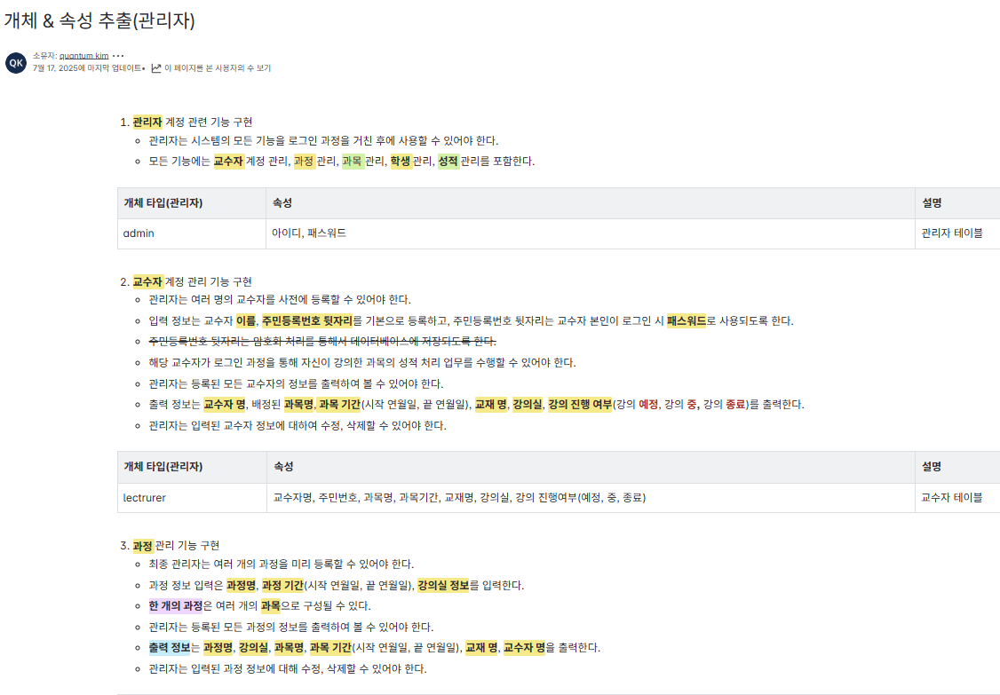 개체 & 속성 추출(관리자)
QK
소유자: quantum kim •••
7월 17, 2025에 마지막 업데이트• 이 페이지를 본 사용자의 수 보기
1. 관리자 계정 관련 기능 구현
관리자는 시스템의 모든 기능을 로그인 과정을 거친 후에 사용할 수 있어야 한다.
모든 기능에는 교수자 계정 관리, 과정 관리, 과목 관리, 학생 관리, 성적 관리를 포함한다.
개체 타입(관리자) 속성 설명
admin 아이디, 패스워드 관리자 테이블
2. 교수자 계정 관리 기능 구현
관리자는 여러 명의 교수자를 사전에 등록할 수 있어야 한다.
입력 정보는 교수자 이름, 주민등록번호 뒷자리를 기본으로 등록하고, 주민등록번호 뒷자리는 교수자 본인이 로그인 시 패스워드로 사용되도록 한다.
주민등록번호 뒷자리는 암호화 처리를 통해서 데이터베이스에 저장되도록 한다.
해당 교수자가 로그인 과정을 통해 자신이 강의한 과목의 성적 처리 업무를 수행할 수 있어야 한다.
관리자는 등록된 모든 교수자의 정보를 출력하여 볼 수 있어야 한다.
출력 정보는 교수자 명, 배정된 과목명, 과목 기간(시작 연월일, 끝 연월일), 교재 명, 강의실, 강의 진행 여부(강의 예정, 강의 중, 강의 종료)를 출력한다.
관리자는 입력된 교수자 정보에 대하여 수정, 삭제할 수 있어야 한다.
개체 타입(관리자) 속성 설명
lectrurer 교수자명, 주민번호, 과목명, 과목기간, 교재명, 강의실, 강의 진행여부(예정, 중, 종료) 교수자 테이블
3. 과정 관리 기능 구현
최종 관리자는 여러 개의 과정을 미리 등록할 수 있어야 한다.
과정 정보 입력은 과정명, 과정 기간(시작 연월일, 끝 연월일), 강의실 정보를 입력한다.
한 개의 과정은 여러 개의 과목으로 구성될 수 있다.
관리자는 등록된 모든 과정의 정보를 출력하여 볼 수 있어야 한다.
출력 정보는 과정명, 강의실, 과목명, 과목 기간(시작 연월일, 끝 연월일), 교재 명, 교수자 명을 출력한다.
관리자는 입력된 과정 정보에 대해 수정, 삭제할 수 있어야 한다.